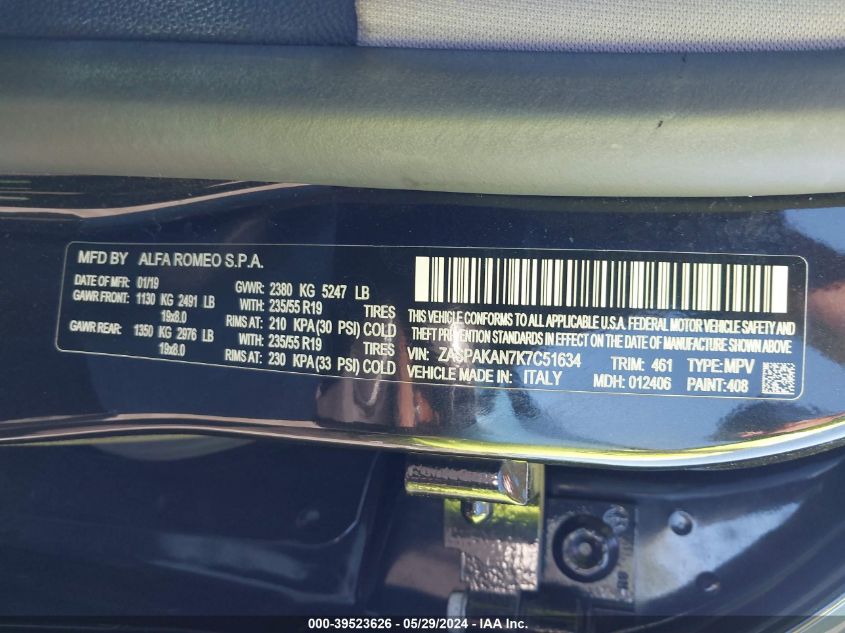 MFD BY ALFA ROMEO S.P.A.
DATE OF MFR: 01/19 GVWR: 2380 KG 5247 LB
GAWR FRONT: 1130 KG 2491 LB WITH: 235/55 R19 TIRES
19x8.0 RIMS AT: 210 KPA(30 PSI) COLD
GAWR REAR: 1350 KG 2976 LB WITH: 235/55 R19 TIRES
19x8.0 RIMS AT: 230 KPA(33 PSI) COLD
THIS VEHICLE CONFORMS TO ALL APPLICABLE U.S.A. FEDERAL MOTOR VEHICLE SAFETY AND
THEFT PREVENTION STANDARDS IN EFFECT ON THE DATE OF MANUFACTURE SHOWN ABOVE
VIN: ZASPAKAN7K7C51634 TRIM: 461 TYPE: MPV
VEHICLE MADE IN: ITALY MDH: 012406 PAINT: 408
000-39523626 - 05/29/2024 - IAA Inc.